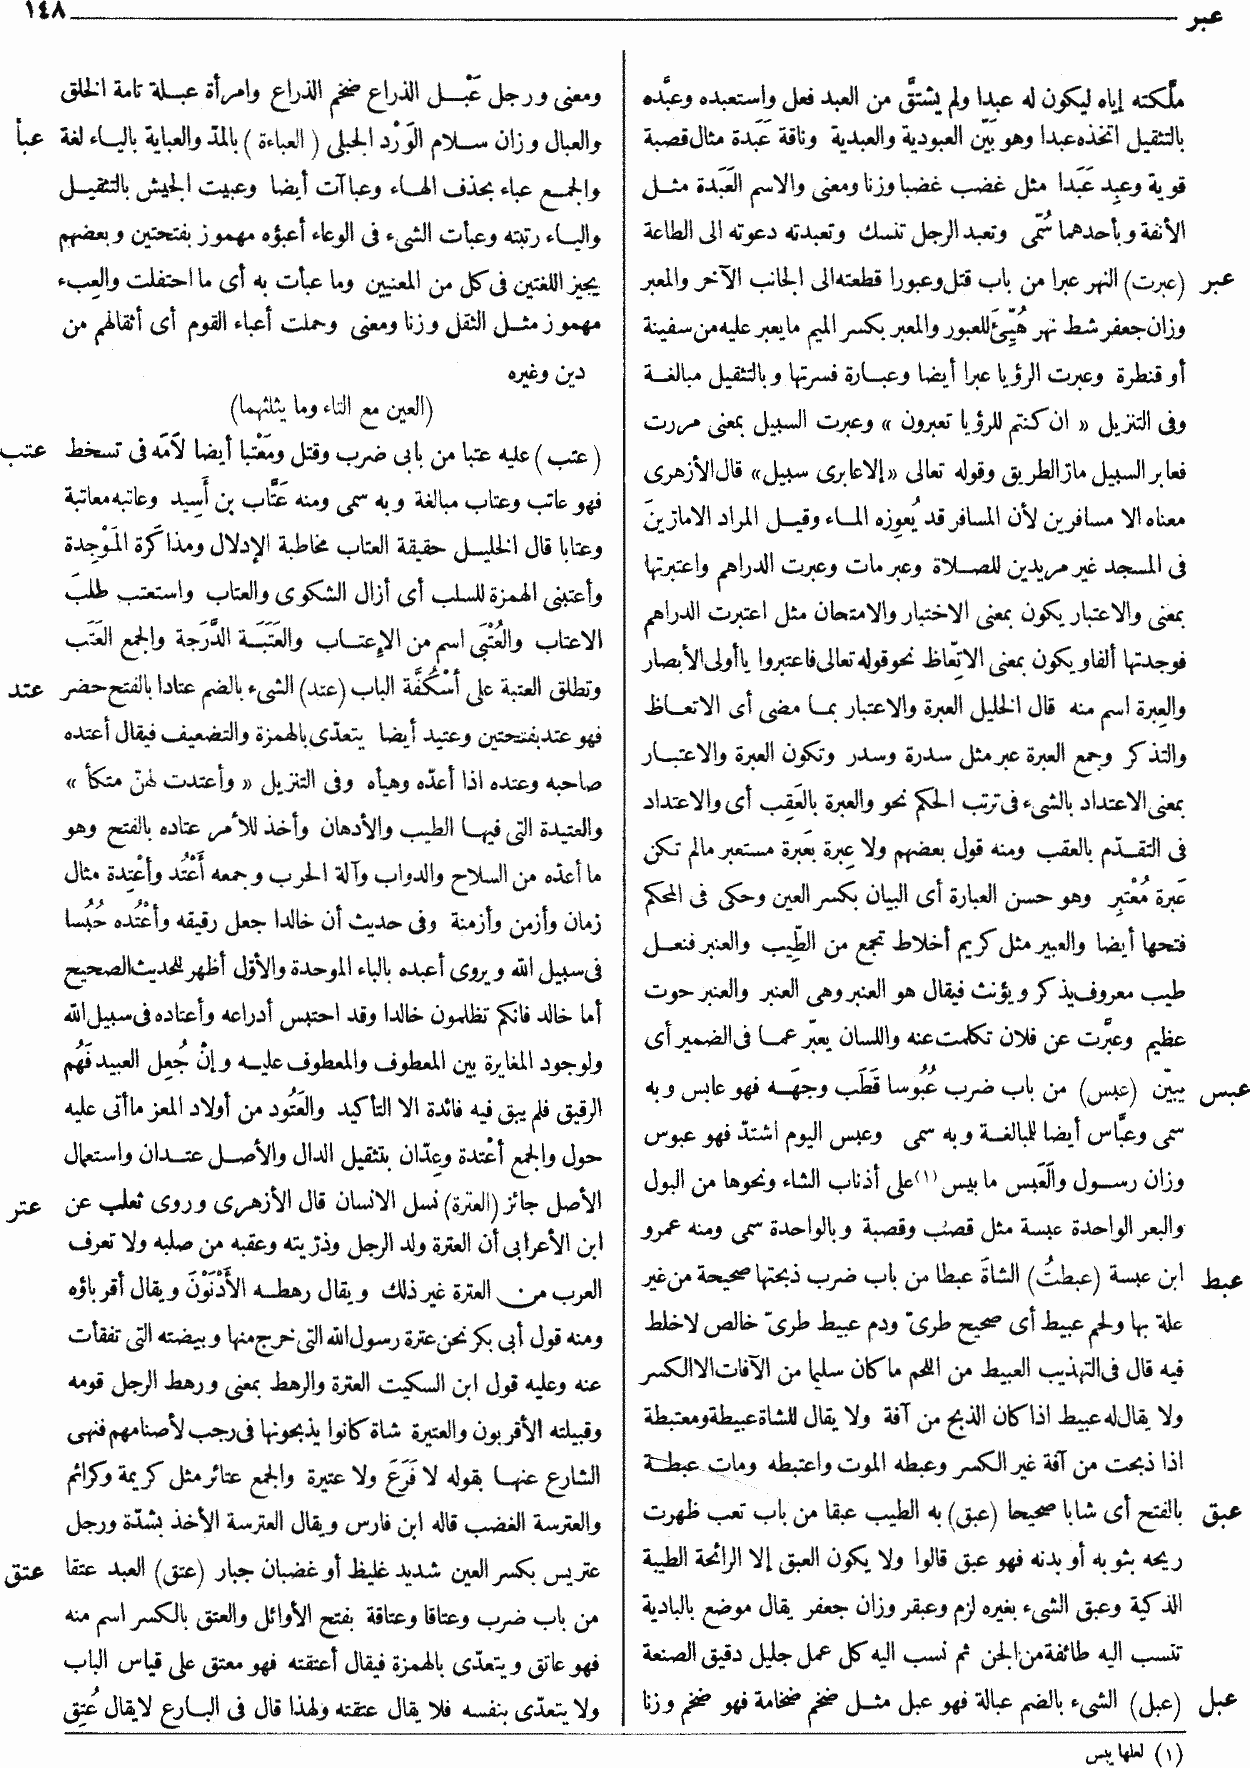 عبر ١٤٨
ملَّكته إياه ليكون له عبدا ولم يشتقَّ من العبد فعل واستعبده وعبَّده
بالتثقيل اتخذه عبدا وهو بَيِّن العبودية والعبدية وناقة عَبَدة مثال قصبة
قوية وعبِد عَبَدا مثل غضب غضبا وزنا ومعنى والاسم العَبَدة مثل
الأنفة وبأحدهما سُمّى وتعبد الرجل تنسك وتعبدته دعوته الى الطاعة
عبر (عبرت) النهر عبرا من باب قتل وعبورا قطعته الى الجانب الآخر والمعبر
وزان جعفر شط نهر هُيِّئَ للعبور والمعبر بكسر الميم ما يعبر عليه من سفينة
أو قنطرة وعبرت الرؤيا عبرا أيضا وعبارة فسرتها وبالتثقيل مبالغة
وفى التنزيل « ان كنتم للرؤيا تعبرون » وعبرت السبيل بمعنى مررت
فعابر السبيل مارّ الطريق وقوله تعالى «إلا عابرى سبيل» قال الأزهرى
معناه الا مسافرين لأن المسافر قد يُعوِزه الماء وقيل المراد الا مارّينَ
فى المسجد غير مريدين للصلاة وعبر مات وعبرت الدراهم واعتبرتها
بمعنى والاعتبار يكون بمعنى الاختبار والامتحان مثل اعتبرت الدراهم
فوجدتها ألفا ويكون بمعنى الاتِّعاظ نحو قوله تعالى فاعتبروا ياأولى الأبصار
والعِبرة اسم منه قال الخليل العبرة والاعتبار بما مضى أى الاتعاظ
والتذكر وجمع العبرة عبر مثل سدرة وسدر وتكون العبرة والاعتبار
بمعنى الاعتداد بالشىء فى ترتب الحكم نحو والعبرة بالعَقِب أى والاعتداد
فى التقدّم بالعقب ومنه قول بعضهم ولا عِبرة بعَبرة مستعبر مالم تكن
عَبرة مُعْتبِر وهو حسن العبارة أى البيان بكسر العين وحكى فى المحكم
فتحها أيضا والعبير مثل كريم أخلاط تجمع من الطِّيب والعنبر فنعل
طيب معروف يذكر ويؤنث فيقال هو العنبر وهى العنبر والعنبر حوت
عظيم وعبَّرت عن فلان تكلمت عنه واللسان يعبّر عما فى الضمير أى
عبس يبيّن (عبس) من باب ضرب عُبُوسا قَطَّب وجهَه فهو عابس وبه
سمى وعبَّاس أيضا للمبالغة وبه سمى وعبس اليوم اشتدّ فهو عبوس
وزان رسول والَعَبس ما يبيس(١) على أذناب الشاء ونحوها من البول
والبعر الواحدة عبسة مثل قصب وقصبة وبالواحدة سمى ومنه عمرو
عبط ابن عبسة (عبطتُ) الشاةَ عبطا من باب ضرب ذبحتها صحيحة من غير
علة بها ولحم عبيط أى صحيح طرىّ ودم عبيط طرىّ خالص لا خلط
فيه قال فى التهذيب العبيط من اللحم ما كان سليما من الآفات الا الكسر
ولا يقال له عبيط اذا كان الذبح من آفة ولا يقال للشاة عبيطة ومعتبطة
اذا ذبحت من آفة غير الكسر وعبطه الموت واعتبطه ومات عبطة
عبق بالفتح أى شابا صحيحا (عبق) به الطيب عبقا من باب تعب ظهرت
ريحه بثوبه أو بدنه فهو عبق قالوا ولا يكون العبق إلا الرائحة الطيبة
الذكية وعبق الشىء بغيره لزم وعبقر وزان جعفر يقال موضع بالبادية
تنسب اليه طائفة من الجن ثم نسب اليه كل عمل جليل دقيق الصنعة
عبل (عبل) الشىء بالضم عبالة فهو عبل مثل ضخم ضخامة فهو ضخم وزنا
ومعنى ورجل عَبْل الذراع ضخم الذراع وامرأة عبلة تامة الخلق
عبأ والعبال وزان سلام الوَرْد الجبلى (العباءة) بالمدّ والعباية بالياء لغة
والجمع عباء بحذف الهاء وعباآت أيضا وعبيت الجيش بالتثقيل
والياء رتبته وعبأت الشىء فى الوعاء أعبؤه مهموز بفتحتين وبعضهم
يجيز اللغتين فى كل من المعنيين وما عبأت به أى ما احتفلت والعِبء
مهموز مثل الثقل وزنا ومعنى وحملت أعباء القوم أى أثقالهم من
دين وغيره
(العين مع التاء وما يثلثهما)
عتب (عتب) عليه عتبا من بابى ضرب وقتل ومَعْتبا أيضا لاَمَه فى تسخط
فهو عاتب وعتاب مبالغة وبه سمى ومنه عَتَّاب بن أَسِيد وعاتبه معاتبة
وعتابا قال الخليل حقيقة العتاب مخاطبة الإدلال ومذاكرة المَوْجِدة
وأعتبنى الهمزة للسلب أى أزال الشكوى والعتاب واستعتب طلبَ
الاعتاب والعُتْبَى اسم من الإعتاب والعَتَبَة الدَّرَجة والجمع العَتَب
عتد وتطلق العتبة على أُسْكُفَّة الباب (عتد) الشىء بالضم عتادا بالفتح حضر
فهو عتد بفتحتين وعتيد أيضا يتعدّى بالهمزة والتضعيف فيقال أعتده
صاحبه وعتده اذا أعدّه وهيأه وفى التنزيل « وأعتدت لهنّ متكأ »
والعتيدة التى فيها الطيب والأدهان وأخذ للأمر عتاده بالفتح وهو
ما أعدّه من السلاح والدواب وآلة الحرب وجمعه أَعْتُد وأعْتِدة مثال
زمان وأزمن وأزمنة وفى حديث أن خالدا جعل رقيقه وأعْتُده حُبُسا
فى سبيل الله ويروى أعبده بالباء الموحدة والأوّل أظهر للحديث الصحيح
أما خالد فانكم تظلمون خالدا وقد احتبس أدراعه وأعتاده فى سبيل الله
ولوجود المغايرة بين المعطوف والمعطوف عليه وإنْ جُعِل العبيد فَهُم
الرقيق فلم يبق فيه فائدة الا التأكيد والعَتُود من أولاد المعز ما أتى عليه
حول والجمع أعْتدة وعِدّان بتثقيل الدال والأصل عتدان واستعمال
عتر الأصل جائز (العترة) نسل الانسان قال الأزهرى وروى ثعلب عن
ابن الأعرابى أن العترة ولد الرجل وذرّيته وعقبه من صلبه ولا تعرف
العرب من العترة غير ذلك ويقال رهطه الأَدْنَوْنَ ويقال أقرباؤه
ومنه قول أبى بكر نحن عترة رسول الله التى خرج منها وبيضته التى تفقأت
عنه وعليه قول ابن السكيت العترة والرهط بمعنى ورهط الرجل قومه
وقبيلته الأقربون والعتيرة شاة كانوا يذبحونها فى رجب لأصنامهم فنهى
الشارع عنها بقوله لا فَرَعَ ولا عتيرة والجمع عتائر مثل كريمة وكرائم
والعترسة الغضب قاله ابن فارس ويقال العترسة الأخذ بشدّة ورجل
عتق عتريس بكسر العين شديد غليظ أو غضبان جبار (عتق) العبد عتقا
من باب ضرب وعتاقا وعتاقة بفتح الأوائل والعتق بالكسر اسم منه
فهو عاتق ويتعدّى بالهمزة فيقال أعتقته فهو معتق على قياس الباب
ولا يتعدّى بنفسه فلا يقال عتقته ولهذا قال فى البارع لا يقال عُتِق
(١) لعلها يبس